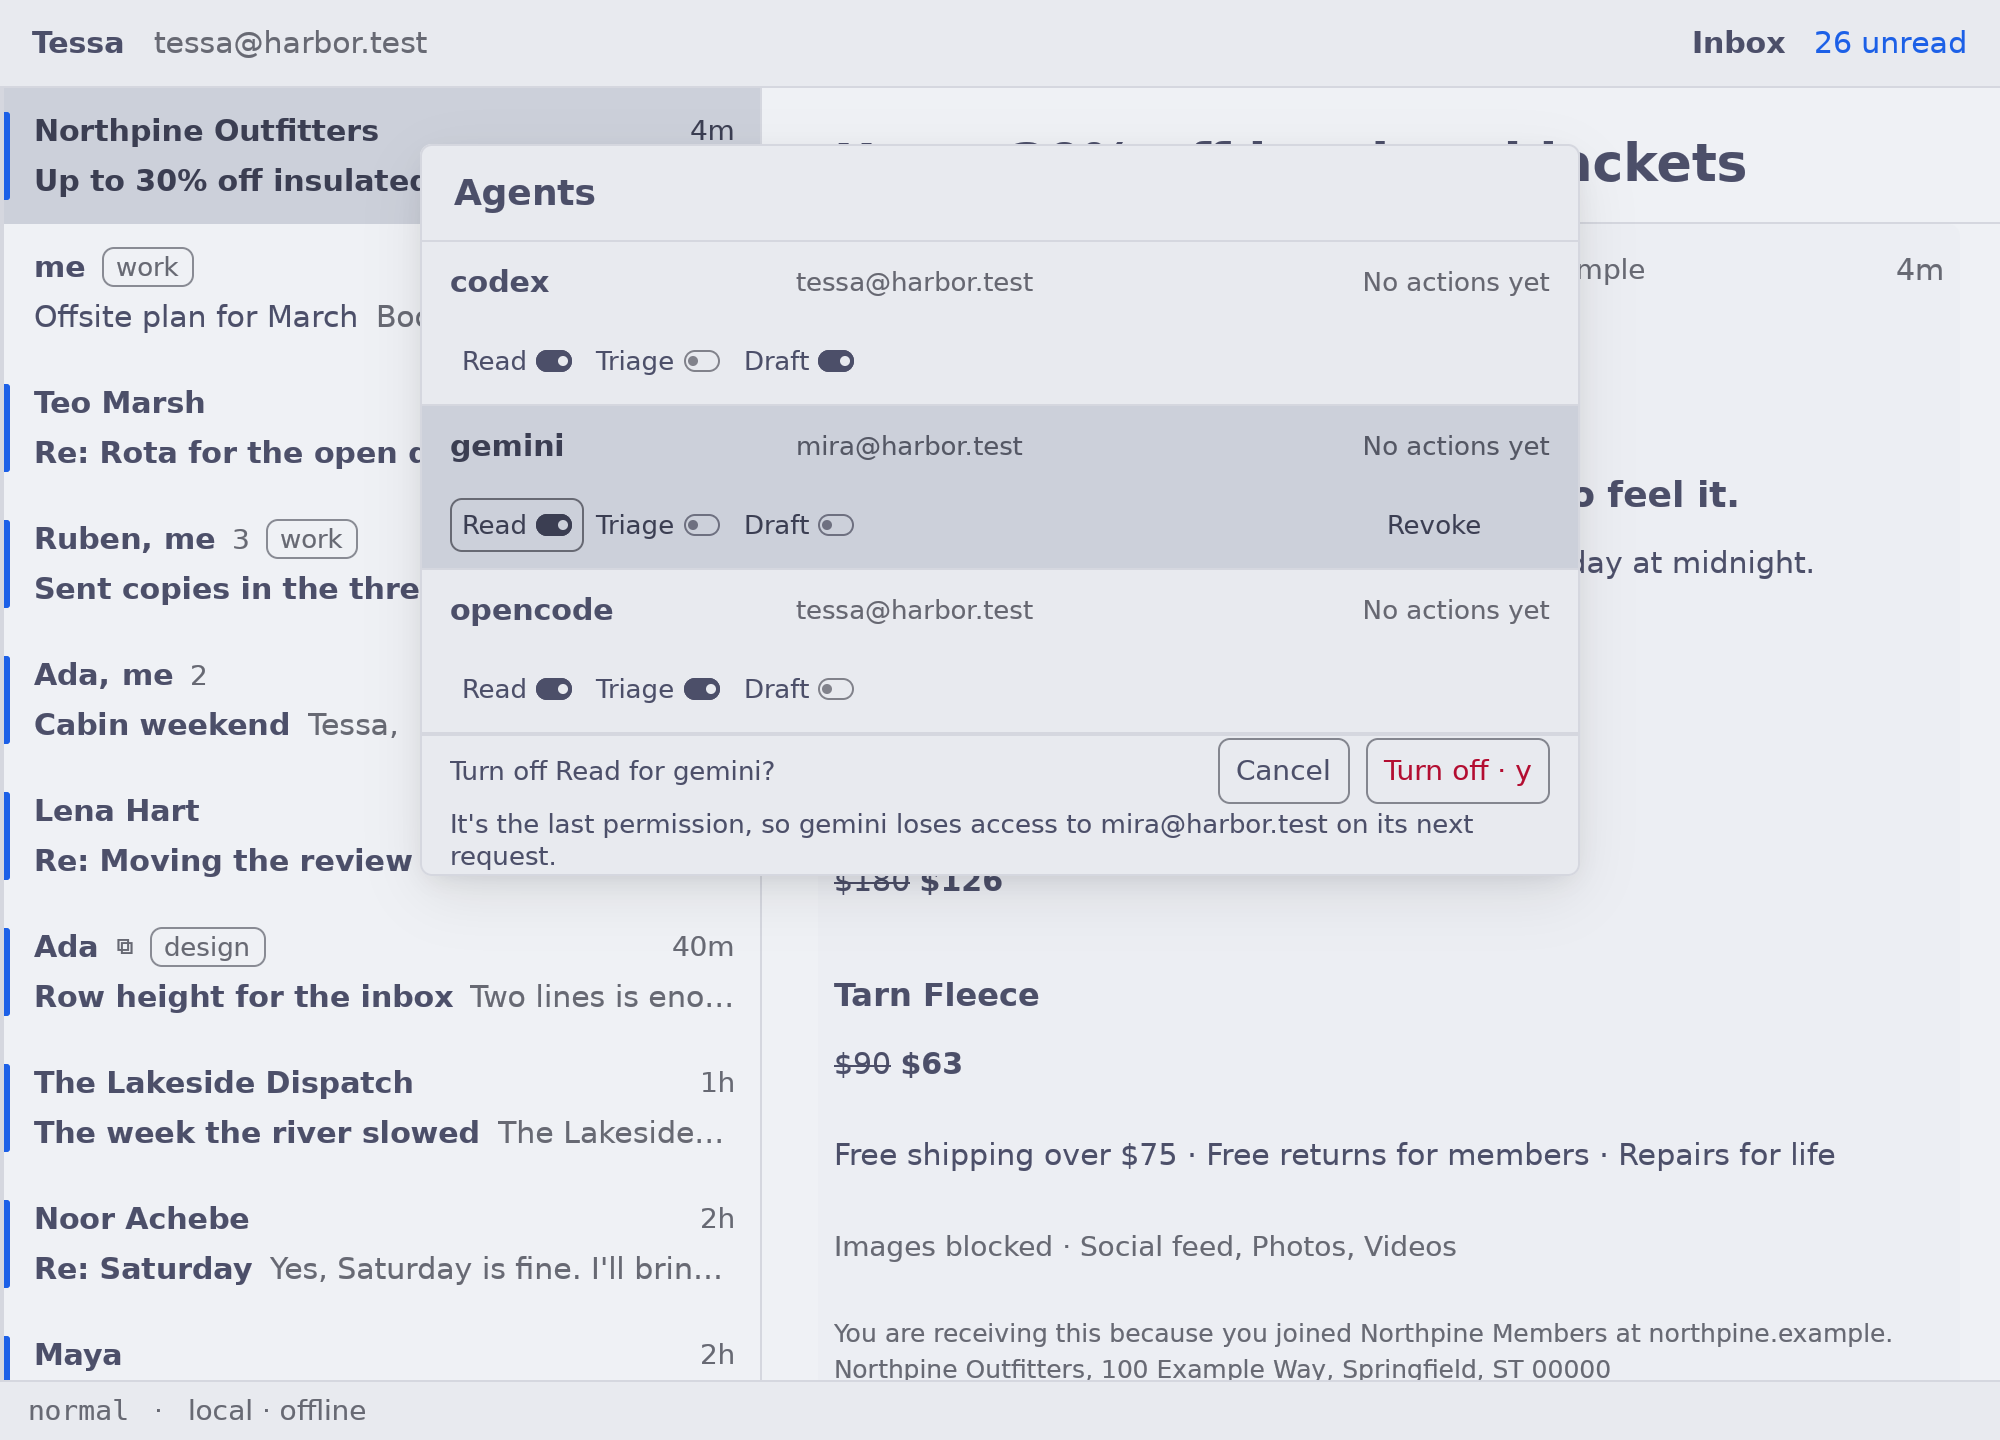 Tessa tessa@harbor.test Inbox 26 unread
Northpine Outfitters 4m
Up to 30% off insulated
me work
Offsite plan for March
Teo Marsh
Re: Rota for the open
Ruben, me 3 work
Sent copies in the
Ada, me 2
Cabin weekend Tessa,
Lena Hart
Re: Moving the review
Ada design 40m
Row height for the inbox Two lines is eno…
The Lakeside Dispatch 1h
The week the river slowed The Lakeside…
Noor Achebe 2h
Re: Saturday Yes, Saturday is fine. I'll brin…
Maya 2h
Agents
codex tessa@harbor.test No actions yet
Read Triage Draft
gemini mira@harbor.test No actions yet
Read Triage Draft Revoke
opencode tessa@harbor.test No actions yet
Read Triage Draft
Turn off Read for gemini? Cancel Turn off · y
It's the last permission, so gemini loses access to mira@harbor.test on its next
request.
4m
feel it.
at midnight.
$180 $126
Tarn Fleece
$90 $63
Free shipping over $75 · Free returns for members · Repairs for life
Images blocked · Social feed, Photos, Videos
You are receiving this because you joined Northpine Members at northpine.example.
Northpine Outfitters, 100 Example Way, Springfield, ST 00000
normal · local · offline